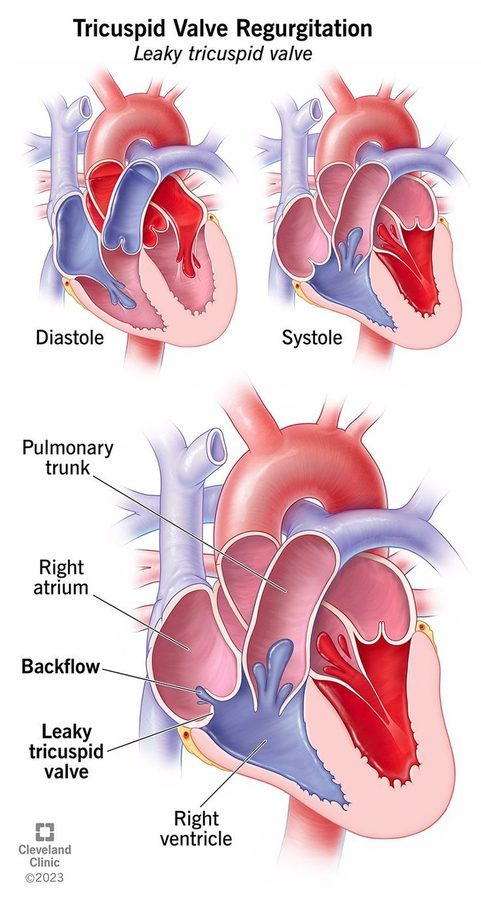 Tricuspid Valve Regurgitation
Leaky tricuspid valve
Diastole
Systole
Pulmonary
trunk
Right
atrium
Backflow
Leaky
tricuspid
valve
Right
ventricle
Cleveland
Clinic
©2023